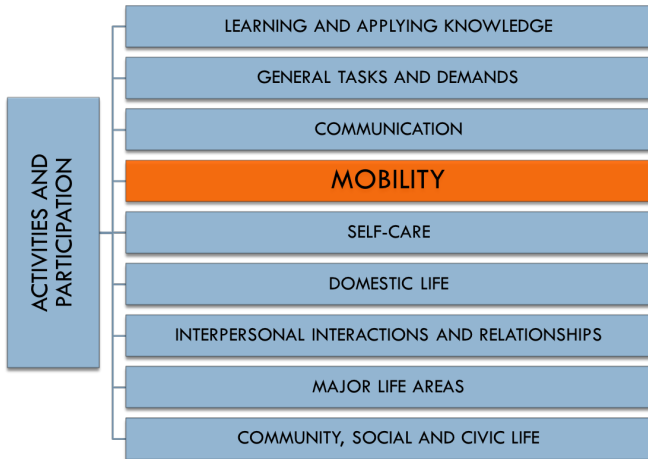 ACTIVITIES AND
PARTICIPATION
LEARNING AND APPLYING KNOWLEDGE
GENERAL TASKS AND DEMANDS
COMMUNICATION
MOBILITY
SELF-CARE
DOMESTIC LIFE
INTERPERSONAL INTERACTIONS AND RELATIONSHIPS
MAJOR LIFE AREAS
COMMUNITY, SOCIAL AND CIVIC LIFE